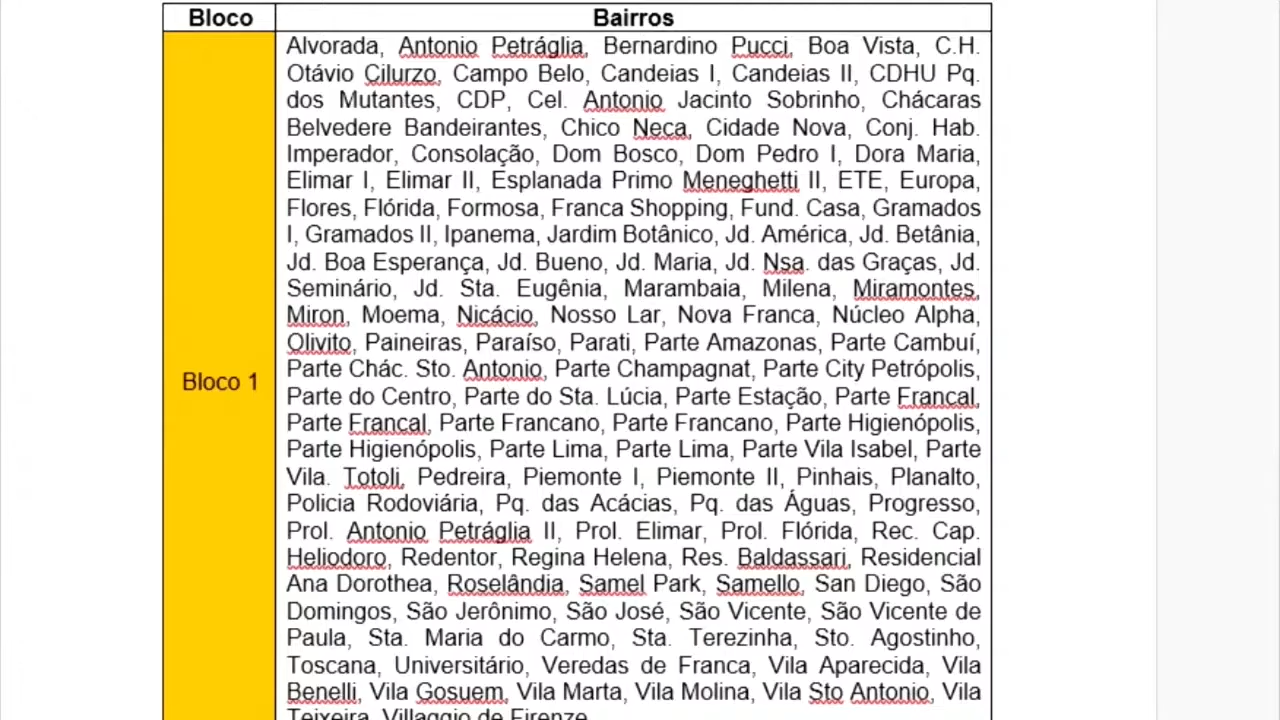 Bloco Bairros
Alvorada, Antonio Petráglia, Bernardino Pucci, Boa Vista, C.H.
Otávio Cilurzo, Campo Belo, Candeias I, Candeias II, CDHU Pq.
dos Mutantes, CDP, Cel. Antonio Jacinto Sobrinho, Chácaras
Belvedere Bandeirantes, Chico Neca, Cidade Nova, Conj. Hab.
Imperador, Consolação, Dom Bosco, Dom Pedro I, Dora Maria,
Elimar I, Elimar II, Esplanada Primo Meneghetti II, ETE, Europa,
Flores, Flórida, Formosa, Franca Shopping, Fund. Casa, Gramados
I, Gramados II, Ipanema, Jardim Botânico, Jd. América, Jd. Betânia,
Jd. Boa Esperança, Jd. Bueno, Jd. Maria, Jd. Nsa. das Graças, Jd.
Seminário, Jd. Sta. Eugênia, Marambaia, Milena, Miramontes,
Miron, Moema, Nicácio, Nosso Lar, Nova Franca, Núcleo Alpha,
Olivito, Paineiras, Paraíso, Parati, Parte Amazonas, Parte Cambuí,
Parte Chác. Sto. Antonio, Parte Champagnat, Parte City Petrópolis,
Bloco 1
Parte do Centro, Parte do Sta. Lúcia, Parte Estação, Parte Francal,
Parte Francal, Parte Francano, Parte Francano, Parte Higienópolis,
Parte Higienópolis, Parte Lima, Parte Lima, Parte Vila Isabel, Parte
Vila. Totoli, Pedreira, Piemonte I, Piemonte II, Pinhais, Planalto,
Policia Rodoviária, Pq. das Acácias, Pq. das Águas, Progresso,
Prol. Antonio Petráglia II, Prol. Elimar, Prol. Flórida, Rec. Cap.
Heliodoro, Redentor, Regina Helena, Res. Baldassari, Residencial
Ana Dorothea, Roselândia, Samel Park, Samello, San Diego, São
Domingos, São Jerônimo, São José, São Vicente, São Vicente de
Paula, Sta. Maria do Carmo, Sta. Terezinha, Sto. Agostinho,
Toscana, Universitário, Veredas de Franca, Vila Aparecida, Vila
Benelli, Vila Gosuem, Vila Marta, Vila Molina, Vila Sto Antonio, Vila
Teixeira, Villaggio de Firenze